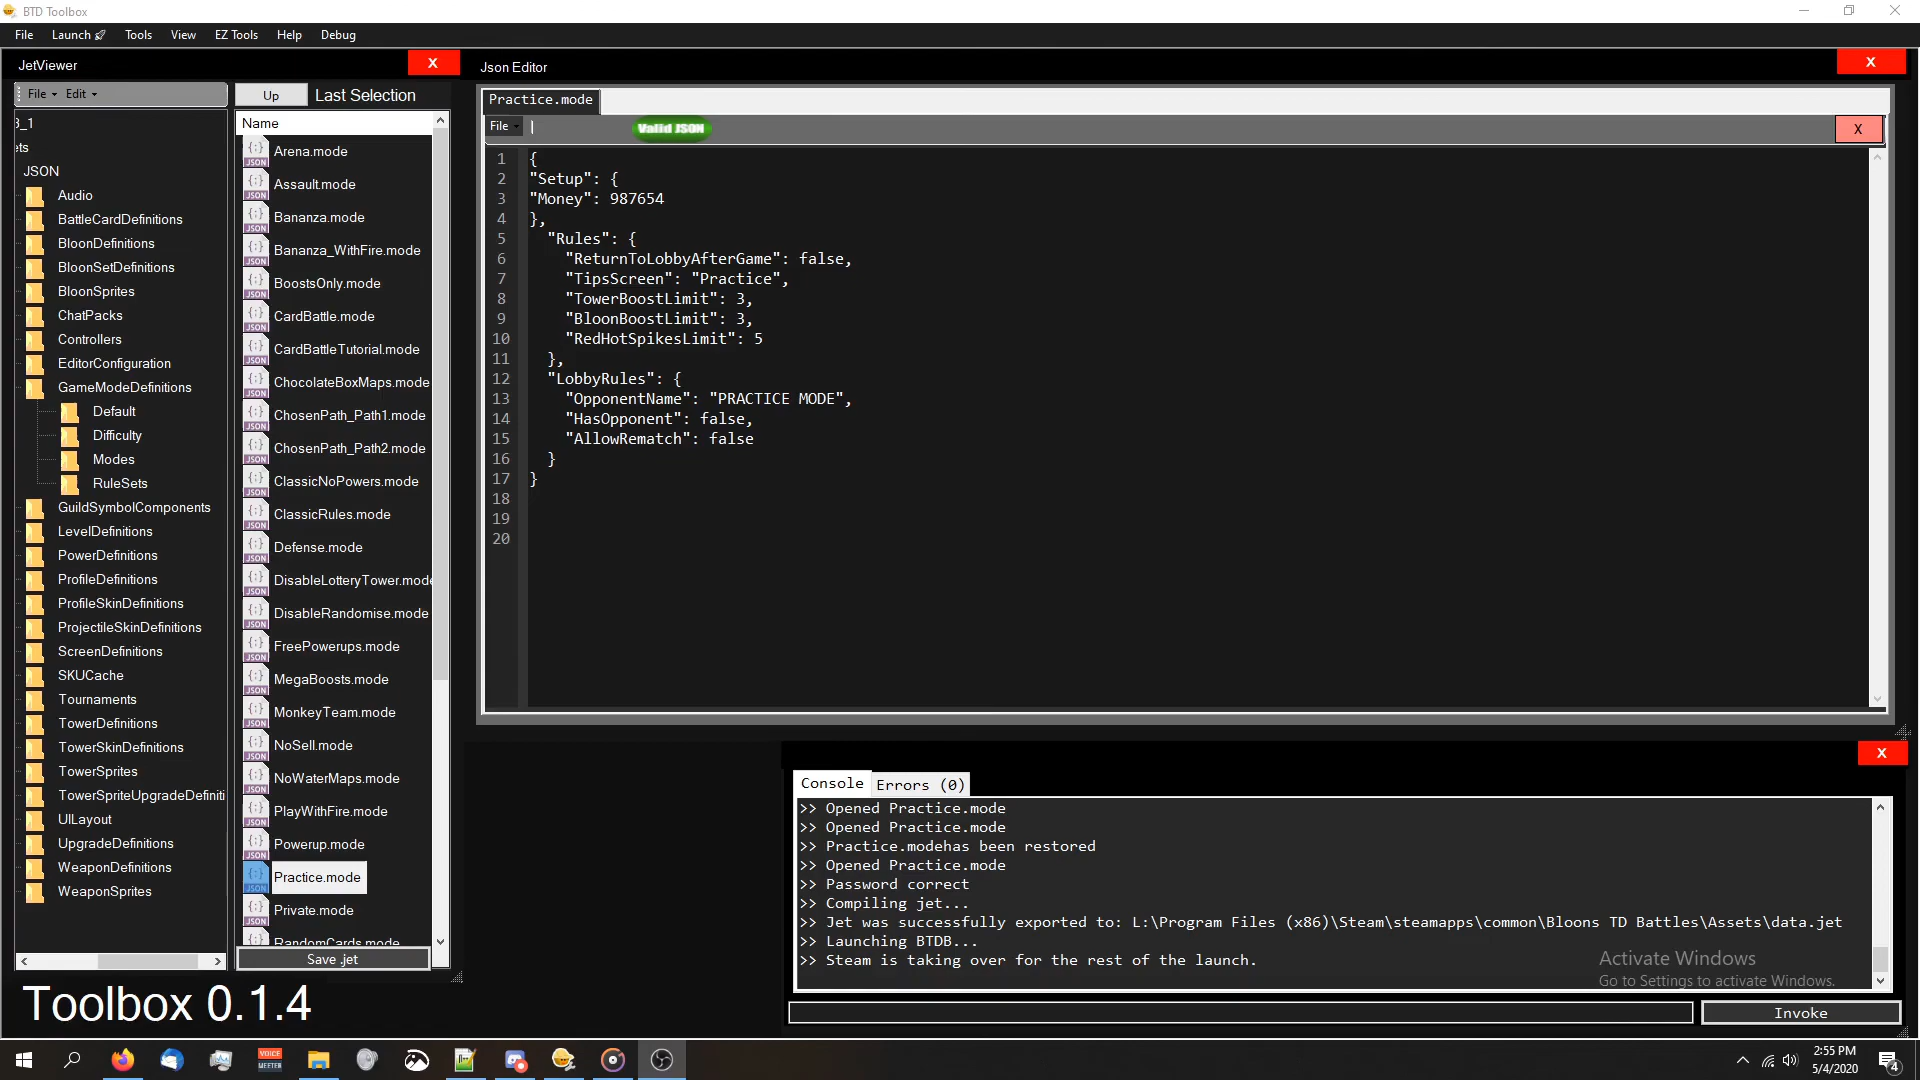 BTD Toolbox
File Launch Tools View EZ Tools Help Debug
JetViewer
X
File Edit
3_1
ets
JSON
Audio
BattleCardDefinitions
BloonDefinitions
BloonSetDefinitions
BloonSprites
ChatPacks
Controllers
EditorConfiguration
GameModeDefinitions
Default
Difficulty
Modes
RuleSets
GuildSymbolComponents
LevelDefinitions
PowerDefinitions
ProfileDefinitions
ProfileSkinDefinitions
ProjectileSkinDefinitions
ScreenDefinitions
SKUCache
Tournaments
TowerDefinitions
TowerSkinDefinitions
TowerSprites
TowerSpriteUpgradeDefiniti
UILayout
UpgradeDefinitions
WeaponDefinitions
WeaponSprites
Up Last Selection
Name
Arena.mode
Assault.mode
Bananza.mode
Bananza_WithFire.mode
BoostsOnly.mode
CardBattle.mode
CardBattleTutorial.mode
ChocolateBoxMaps.mode
ChosenPath_Path1.mode
ChosenPath_Path2.mode
ClassicNoPowers.mode
ClassicRules.mode
Defense.mode
DisableLotteryTower.mode
DisableRandomise.mode
FreePowerups.mode
MegaBoosts.mode
MonkeyTeam.mode
NoSell.mode
NoWaterMaps.mode
PlayWithFire.mode
Powerup.mode
Practice.mode
Private.mode
RandomCards.mode
Save .jet
Toolbox 0.1.4
Json Editor
X
Practice.mode
File Valid JSON X
1 {
2 "Setup": {
3 "Money": 987654
4 },
5 "Rules": {
6 "ReturnToLobbyAfterGame": false,
7 "TipsScreen": "Practice",
8 "TowerBoostLimit": 3,
9 "BloonBoostLimit": 3,
10 "RedHotSpikesLimit": 5
11 },
12 "LobbyRules": {
13 "OpponentName": "PRACTICE MODE",
14 "HasOpponent": false,
15 "AllowRematch": false
16 }
17 }
18
19
20
X
Console Errors (0)
>> Opened Practice.mode
>> Opened Practice.mode
>> Practice.modehas been restored
>> Opened Practice.mode
>> Password correct
>> Compiling jet...
>> Jet was successfully exported to: L:\Program Files (x86)\Steam\steamapps\common\Bloons TD Battles\Assets\data.jet
>> Launching BTDB...
>> Steam is taking over for the rest of the launch.
Activate Windows
Go to Settings to activate Windows.
Invoke
VOICE
MEETER
2:55 PM
5/4/2020
4